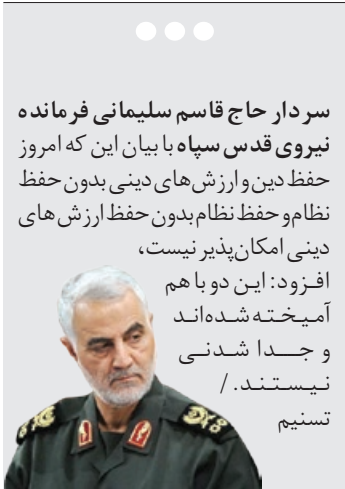 سردار حاج قاسم سلیمانی فرمانده
نیروی قدس سپاه با بیان این که امروز
حفظ دین و ارزش‌های دینی بدون حفظ
نظام و حفظ نظام بدون حفظ ارزش‌های
دینی امکان‌پذیر نیست،
افزود: این دو با هم
آمیخته شده‌اند
و جدا شدنی
نیستند. /
تسنیم